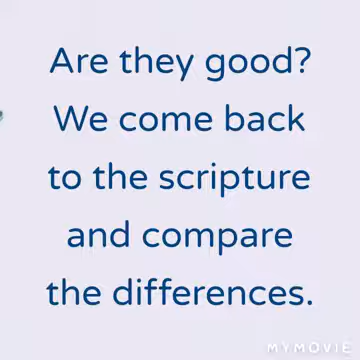 Are they good?
We come back
to the scripture
and compare
the differences.
MYMOVIE